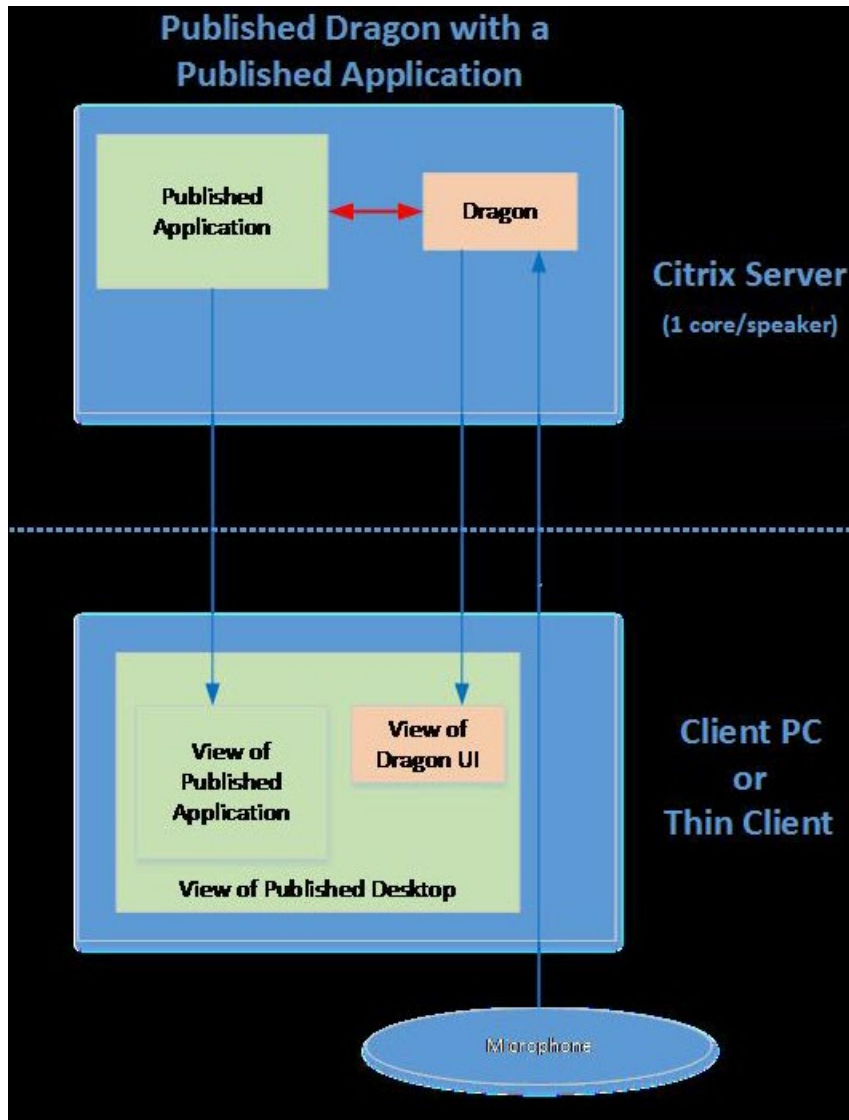 Published Dragon with a
Published Application
Published
Application
Dragon
Citrix Server
(1 core/speaker)
View of
Published
Application
View of
Dragon UI
View of Published Desktop
Client PC
or
Thin Client
Microphone